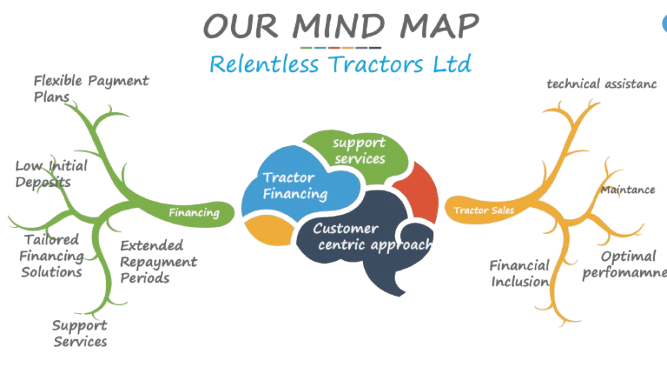 OUR MIND MAP
Relentless Tractors Ltd
Flexible Payment
Plans
Low Initial
Deposits
Tailored
Financing
Solutions
Extended
Repayment
Periods
Support
Services
Financing
support
services
Tractor
Financing
Customer
centric approach
Tractor Sales
technical assistanc
Maintance
Optimal
perfomamne
Financial
Inclusion